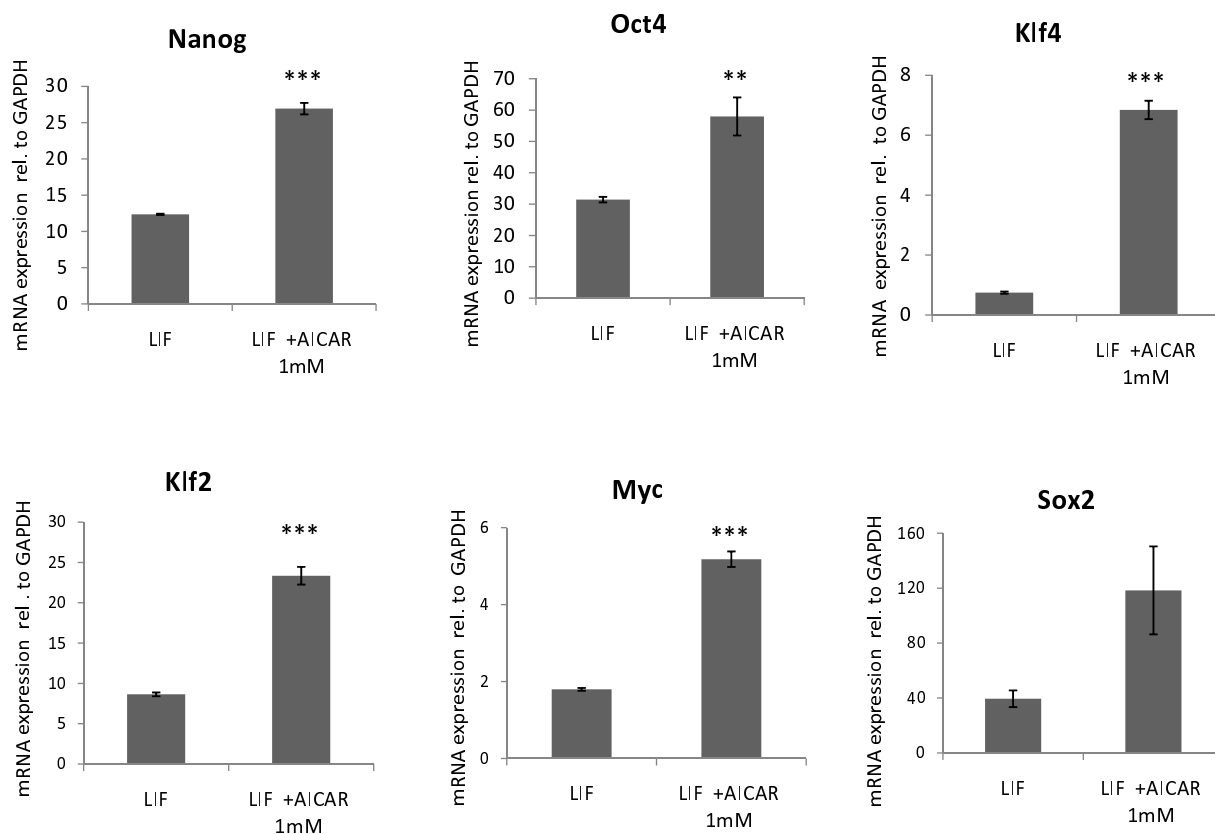 Nanog
mRNA expression rel. to GAPDH
30
25
20
15
10
5
0
***
LIF
LIF +AICAR
1mM
Oct4
mRNA expression rel. to GAPDH
70
60
50
40
30
20
10
0
**
LIF
LIF +AICAR
1mM
Klf4
mRNA expression rel. to GAPDH
8
6
4
2
0
***
LIF
LIF +AICAR
1mM
Klf2
mRNA expression rel . to GAPDH
30
25
20
15
10
5
0
***
LIF
LIF +AICAR
1mM
Myc
mRNA expression rel. to GAPDH
6
4
2
0
***
LIF
LIF +AICAR
1mM
Sox2
mRNA expression rel. to GAPDH
160
120
80
40
0
LIF
LIF +AICAR
1mM